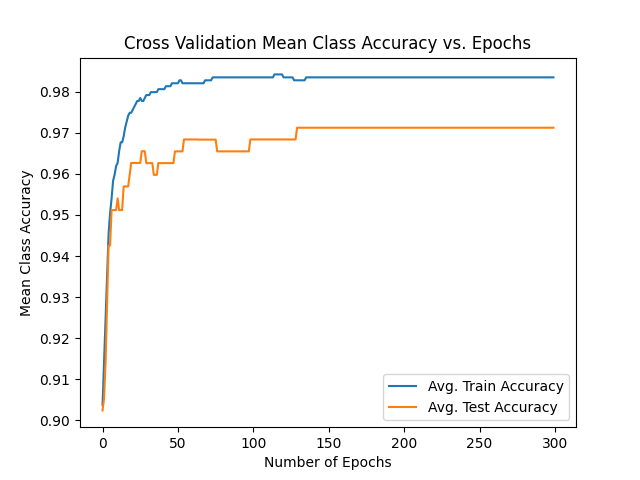 Cross Validation Mean Class Accuracy vs. Epochs
Mean Class Accuracy
0.98
0.97
0.96
0.95
0.94
0.93
0.92
0.91
0.90
Avg. Train Accuracy
Avg. Test Accuracy
0 50 100 150 200 250 300
Number of Epochs